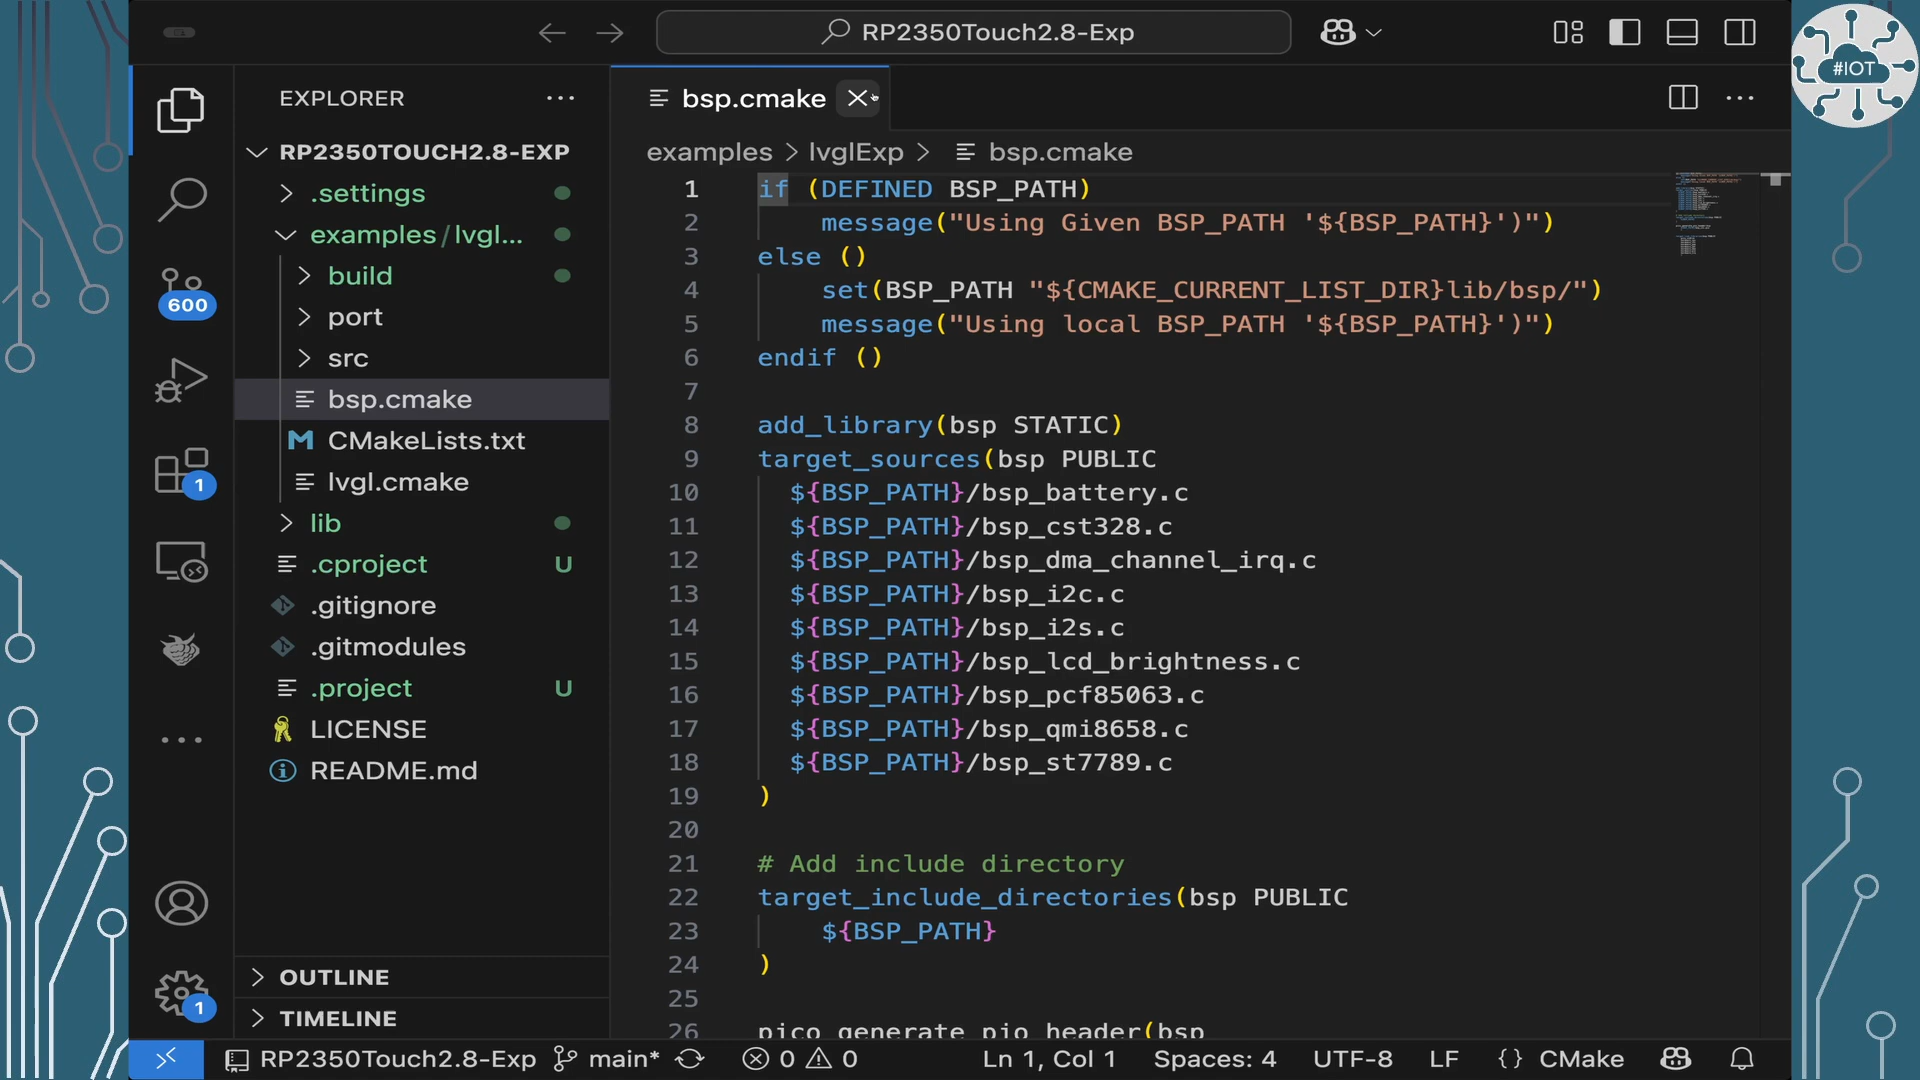 RP2350Touch2.8-Exp
#IOT
EXPLORER
bsp.cmake
RP2350TOUCH2.8-EXP
examples > lvglExp > bsp.cmake
.settings
examples/lvgl...
build
port
src
bsp.cmake
CMakeLists.txt
lvgl.cmake
lib
.cproject U
.gitignore
.gitmodules
.project U
LICENSE
README.md
OUTLINE
TIMELINE
600
1
1
1 if (DEFINED BSP_PATH)
2 message("Using Given BSP_PATH '${BSP_PATH}')")
3 else ()
4 set(BSP_PATH "${CMAKE_CURRENT_LIST_DIR}lib/bsp/")
5 message("Using local BSP_PATH '${BSP_PATH}')")
6 endif ()
7
8 add_library(bsp STATIC)
9 target_sources(bsp PUBLIC
10 ${BSP_PATH}/bsp_battery.c
11 ${BSP_PATH}/bsp_cst328.c
12 ${BSP_PATH}/bsp_dma_channel_irq.c
13 ${BSP_PATH}/bsp_i2c.c
14 ${BSP_PATH}/bsp_i2s.c
15 ${BSP_PATH}/bsp_lcd_brightness.c
16 ${BSP_PATH}/bsp_pcf85063.c
17 ${BSP_PATH}/bsp_qmi8658.c
18 ${BSP_PATH}/bsp_st7789.c
19 )
20
21 # Add include directory
22 target_include_directories(bsp PUBLIC
23 ${BSP_PATH}
24 )
25
26 pico_generate_pio_header(bsp
RP2350Touch2.8-Exp main* 0 0 Ln 1, Col 1 Spaces: 4 UTF-8 LF {} CMake